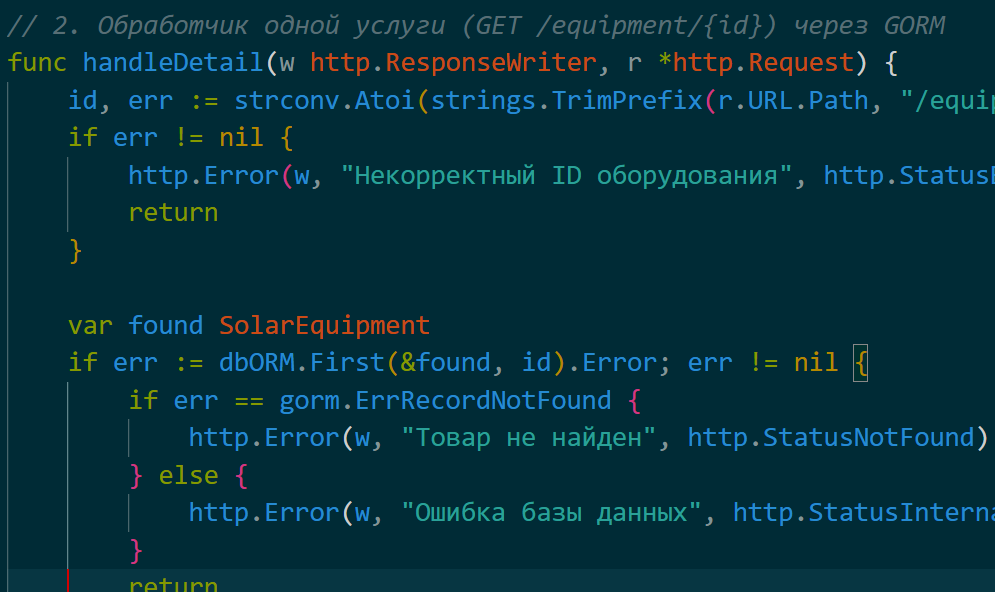 // 2. Обработчик одной услуги (GET /equipment/{id}) через GORM
func handleDetail(w http.ResponseWriter, r *http.Request) {
    id, err := strconv.Atoi(strings.TrimPrefix(r.URL.Path, "/equip
    if err != nil {
        http.Error(w, "Некорректный ID оборудования", http.Status
        return
    }
    var found SolarEquipment
    if err := dbORM.First(&found, id).Error; err != nil {
        if err == gorm.ErrRecordNotFound {
            http.Error(w, "Товар не найден", http.StatusNotFound)
        } else {
            http.Error(w, "Ошибка базы данных", http.StatusInterna
        }
        return